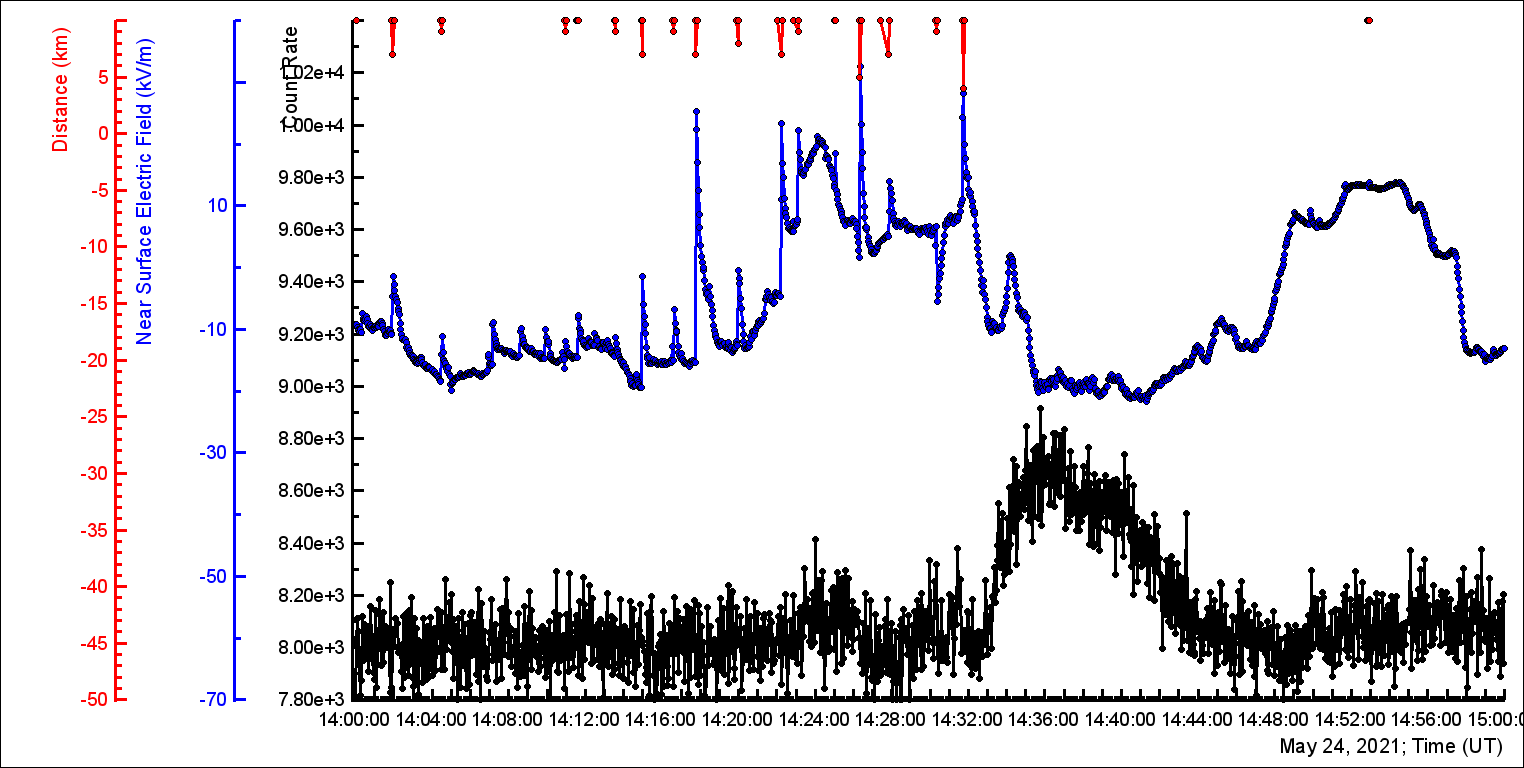 Distance (km)
5
0
-5
-10
-15
-20
-25
-30
-35
-40
-45
-50
Near Surface Electric Field (kV/m)
10
-10
-30
-50
-70
Count Rate
1.02e+4
1.00e+4
9.80e+3
9.60e+3
9.40e+3
9.20e+3
9.00e+3
8.80e+3
8.60e+3
8.40e+3
8.20e+3
8.00e+3
7.80e+3
14:00:00 14:04:00 14:08:00 14:12:00 14:16:00 14:20:00 14:24:00 14:28:00 14:32:00 14:36:00 14:40:00 14:44:00 14:48:00 14:52:00 14:56:00 15:00:0
May 24, 2021; Time (UT)